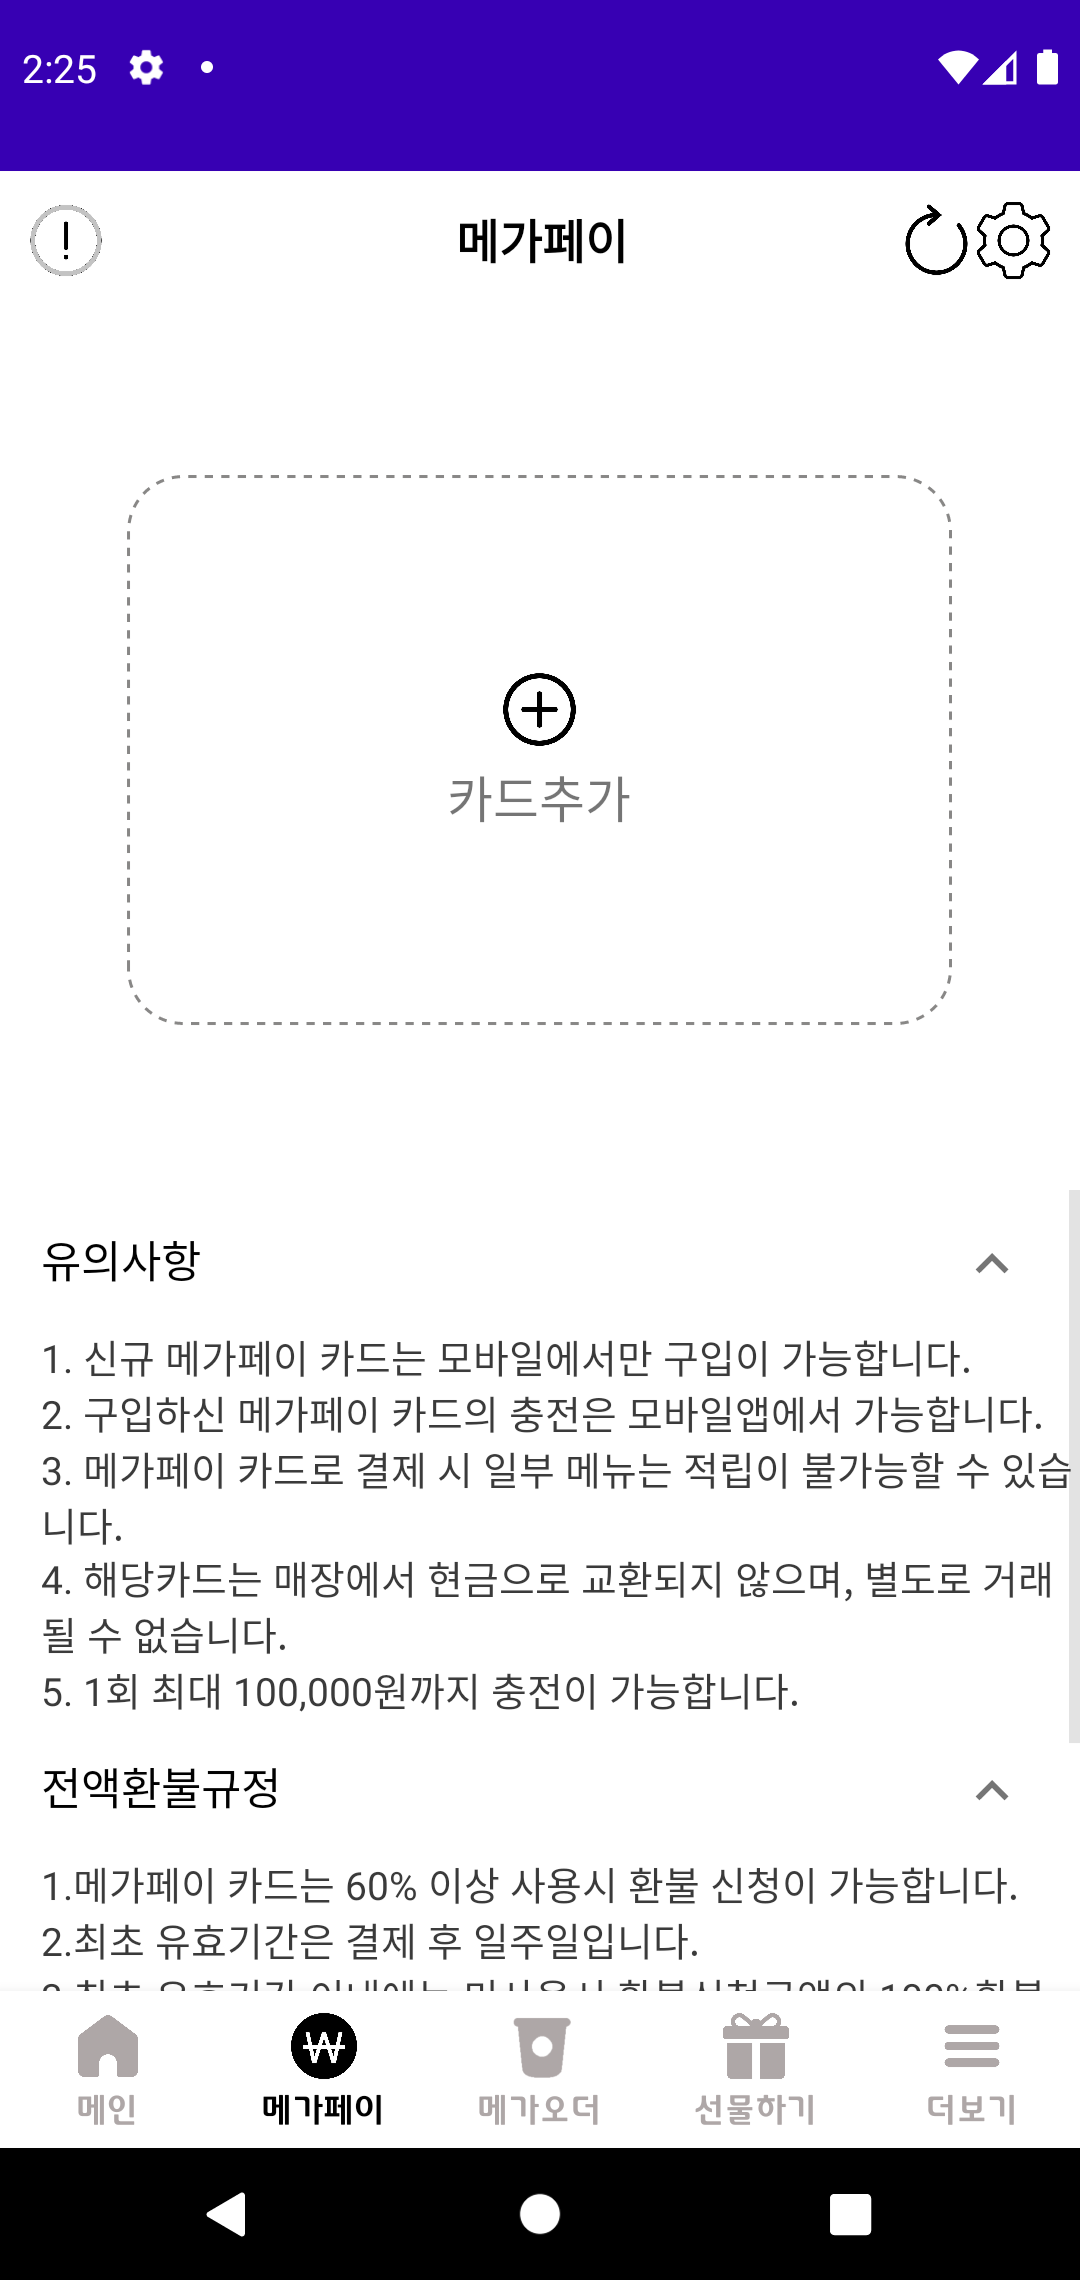 2:25
메가페이
카드추가
유의사항
1. 신규 메가페이 카드는 모바일에서만 구입이 가능합니다.
2. 구입하신 메가페이 카드의 충전은 모바일앱에서 가능합니다.
3. 메가페이 카드로 결제 시 일부 메뉴는 적립이 불가능할 수 있습
니다.
4. 해당카드는 매장에서 현금으로 교환되지 않으며, 별도로 거래
될 수 없습니다.
5. 1회 최대 100,000원까지 충전이 가능합니다.
전액환불규정
1.메가페이 카드는 60% 이상 사용시 환불 신청이 가능합니다.
2.최초 유효기간은 결제 후 일주일입니다.
메인
메가페이
메가오더
선물하기
더보기